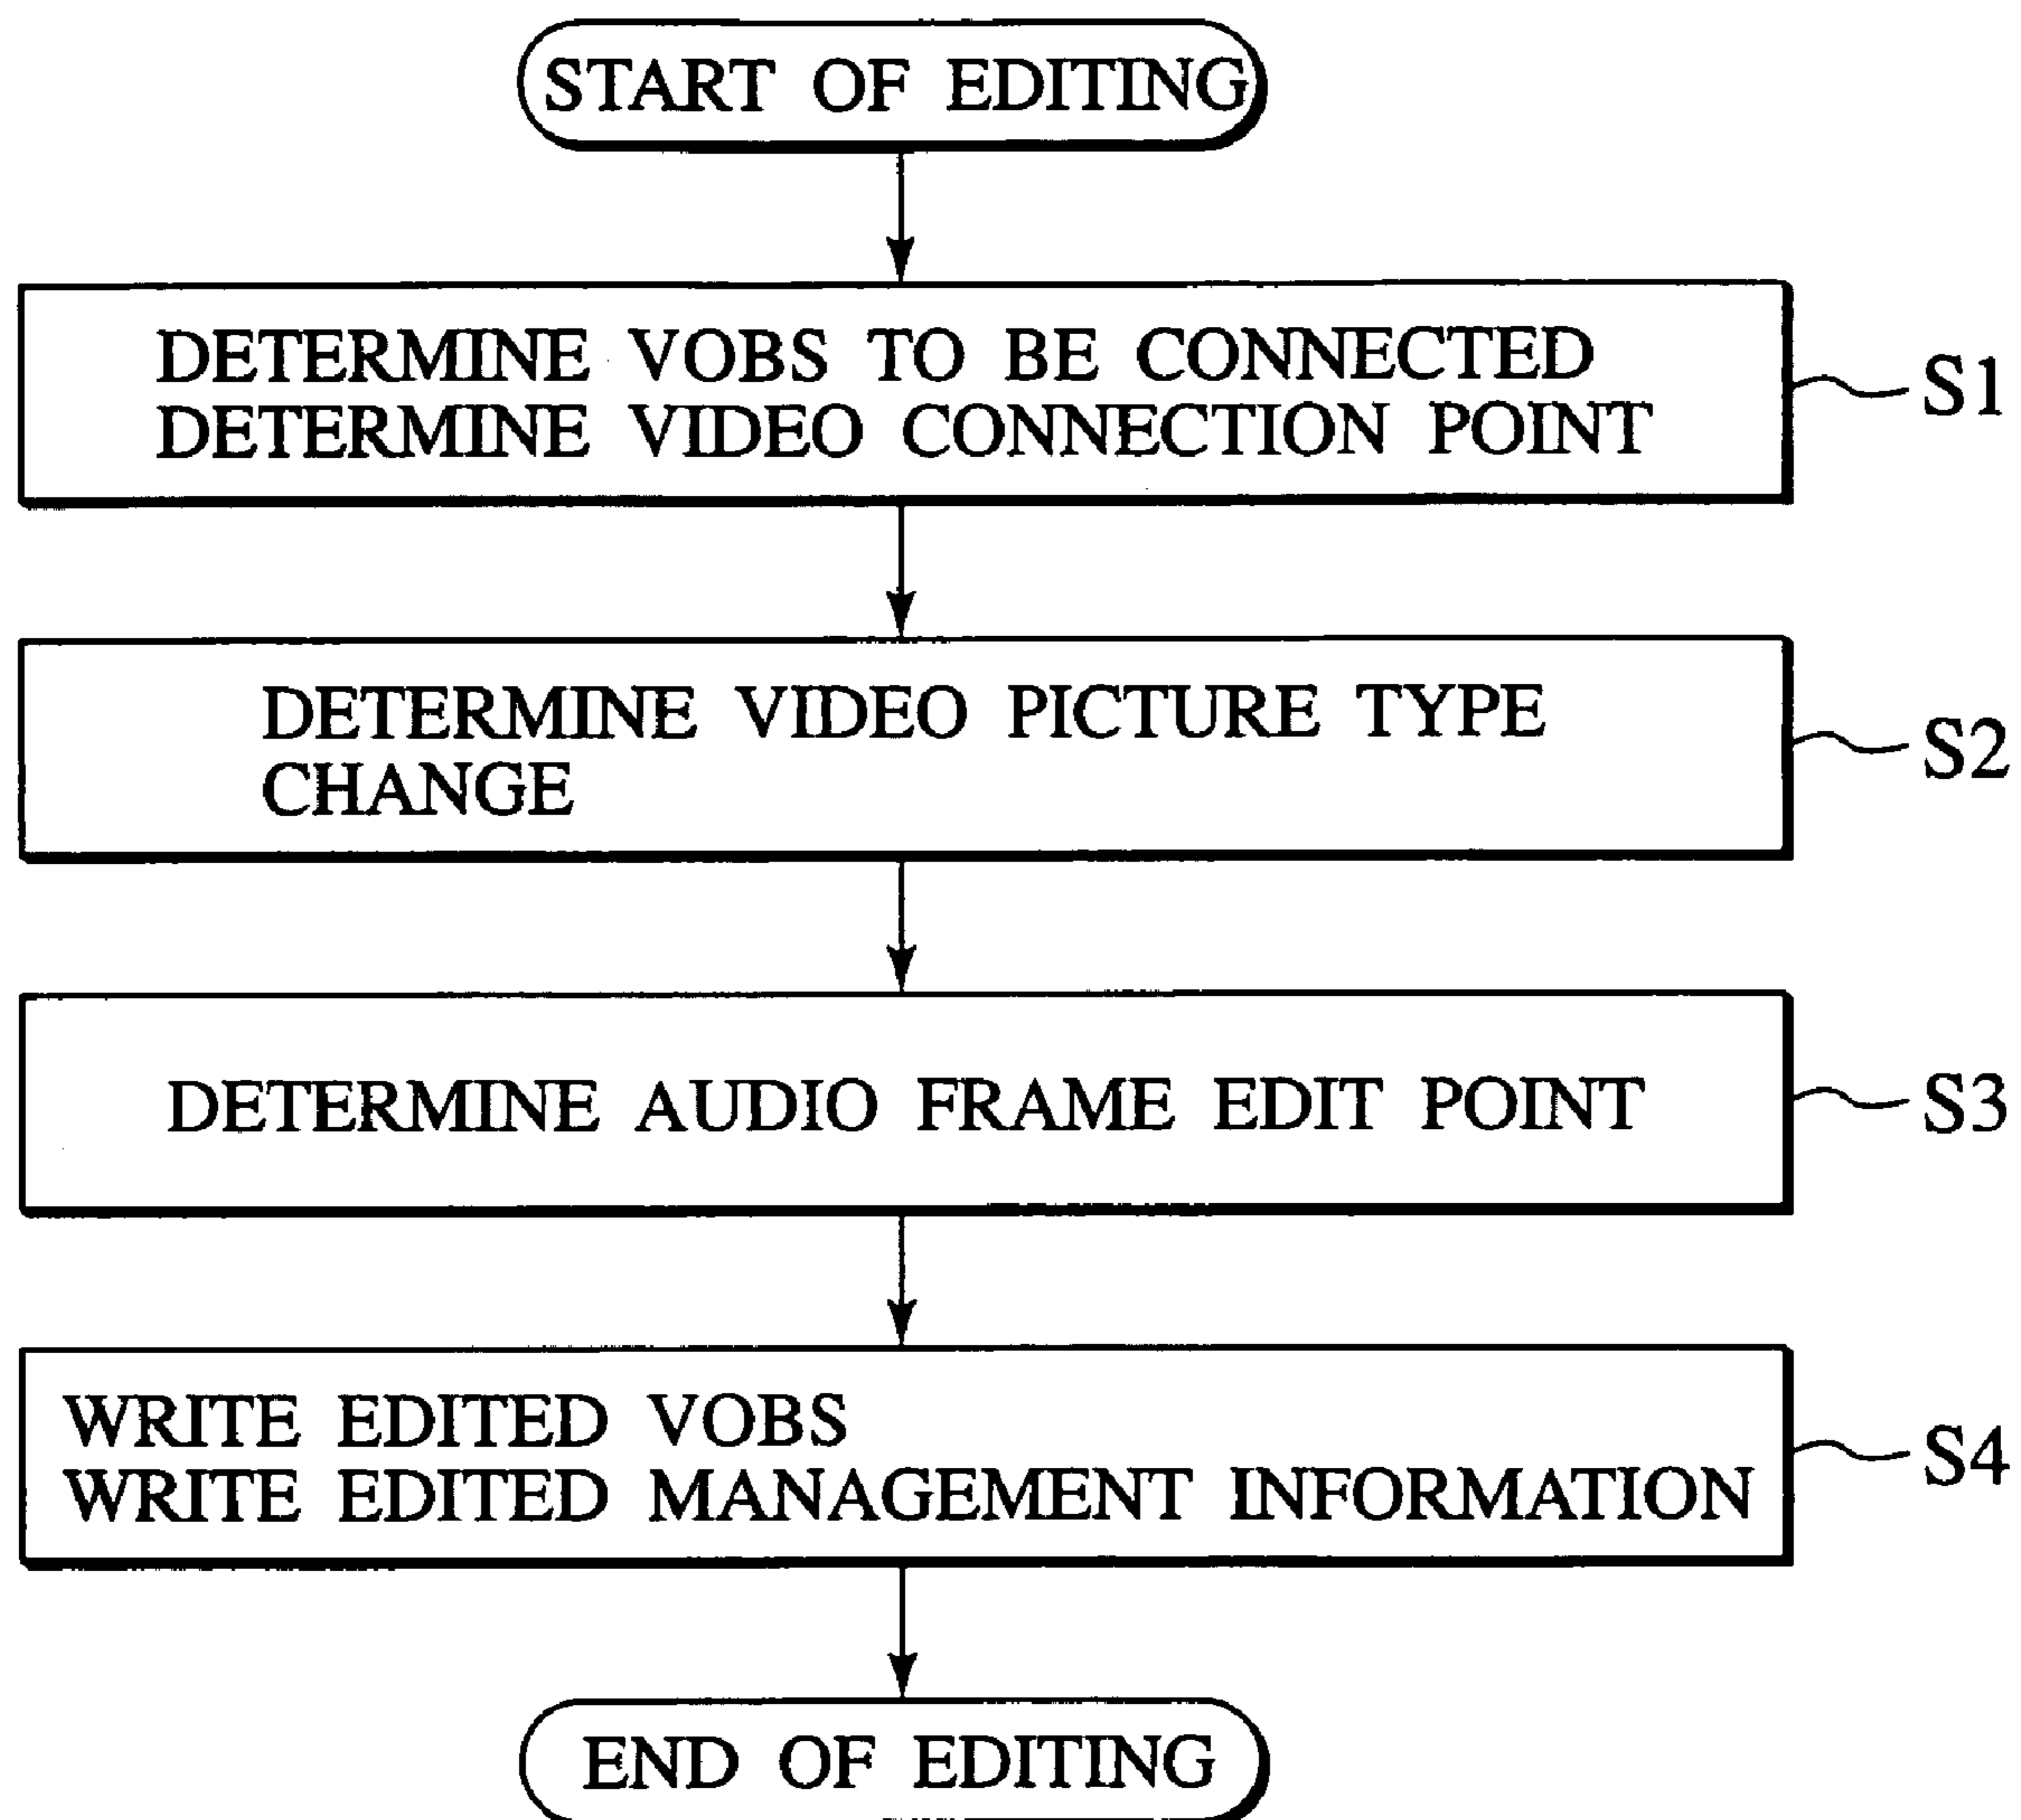 START OF EDITING
DETERMINE VOBS TO BE CONNECTED
DETERMINE VIDEO CONNECTION POINT
S1
DETERMINE VIDEO PICTURE TYPE
CHANGE
S2
DETERMINE AUDIO FRAME EDIT POINT
S3
WRITE EDITED VOBS
WRITE EDITED MANAGEMENT INFORMATION
S4
END OF EDITING